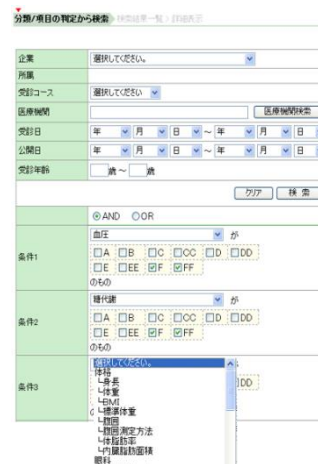 分類/項目の判定から検索 > 検索結果一覧 > 詳細表示
企業 選択してください。
所属
受診コース 選択してください
医療機関 医療機関検索
受診日 年 月 日 ～ 年 月 日
公開日 年 月 日 ～ 年 月 日
受診年齢 歳 ～ 歳
クリア 検 索
AND OR
条件1 血圧 が
A B C CC D DD
E EE F FF
のもの
条件2 糖代謝 が
A B C CC D DD
E EE F FF
のもの
条件3 選択してください。
体格
└身長
└体重
└BMI
└標準体重
└腹囲
└腹囲測定方法
└体脂肪率
└内臓脂肪面積
眼科
DD